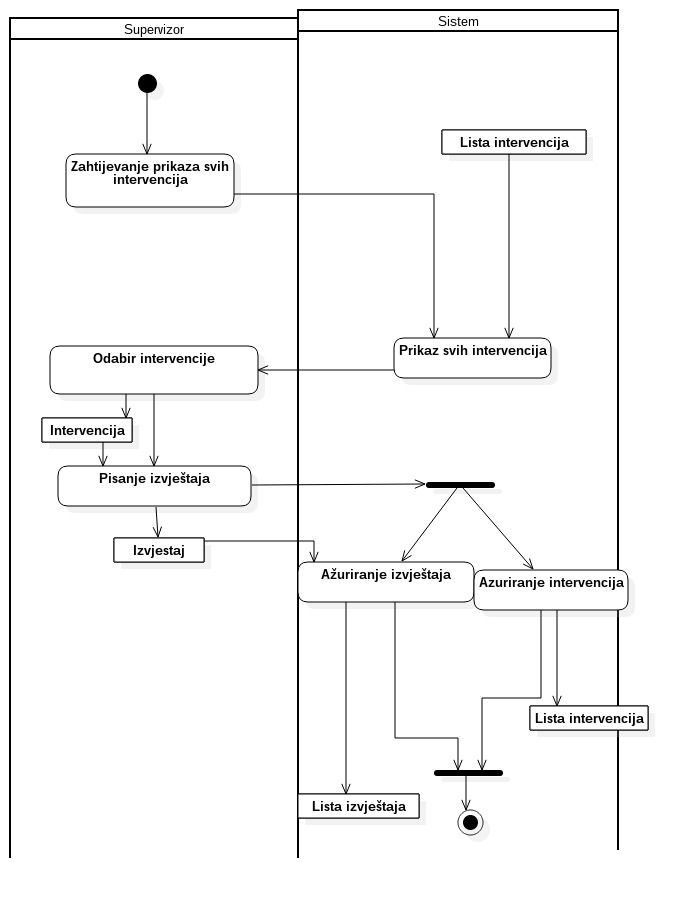 Supervizor
Sistem
Lista intervencija
Zahtijevanje prikaza svih
intervencija
Prikaz svih intervencija
Odabir intervencije
Intervencija
Pisanje izvještaja
Izvjestaj
Ažuriranje izvještaja
Azuriranje intervencija
Lista intervencija
Lista izvještaja